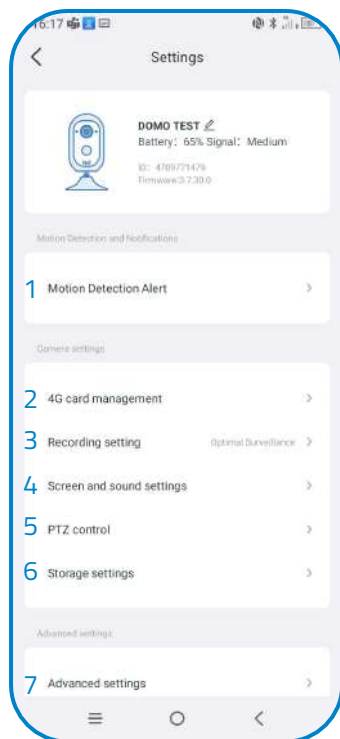 16:17
Settings
DOMO TEST
Battery: 65% Signal: Medium
ID: 4709771479
Firmware:3.7.30.0
Motion Detection and Notifications
1 Motion Detection Alert
Camera settings
2 4G card management
3 Recording setting Optimal Surveillance
4 Screen and sound settings
5 PTZ control
6 Storage settings
Advanced settings
7 Advanced settings